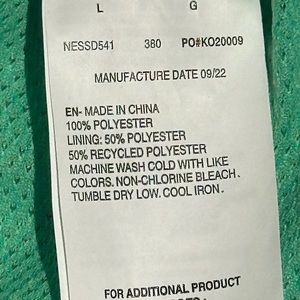 L G
NESSD541 360 PO#KO20009
MANUFACTURE DATE 09/22
EN- MADE IN CHINA
100% POLYESTER
LINING: 50% POLYESTER
50% RECYCLED POLYESTER
MACHINE WASH COLD WITH LIKE
COLORS. NON-CHLORINE BLEACH.
TUMBLE DRY LOW. COOL IRON.
FOR ADDITIONAL PRODUCT